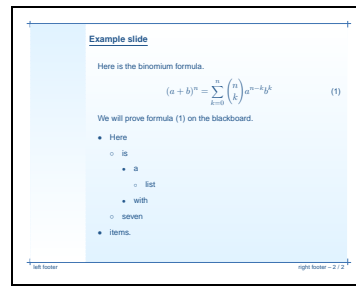 Example slide
Here is the binomium formula.
(a + b)^n = \sum_{k=0}^{n} \binom{n}{k} a^{n-k} b^k (1)
We will prove formula (1) on the blackboard.
• Here
○ is
• a
○ list
• with
○ seven
• items.
left footer right footer – 2 / 2